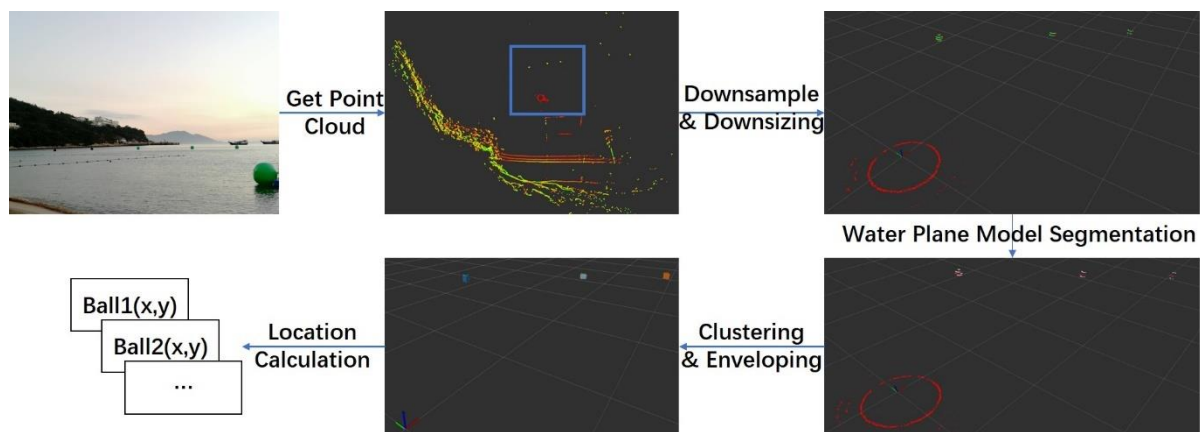 Get Point
Cloud
Downsample
& Downsizing
Water Plane Model Segmentation
Clustering
& Enveloping
Location
Calculation
Ball1(x,y)
Ball2(x,y)
...